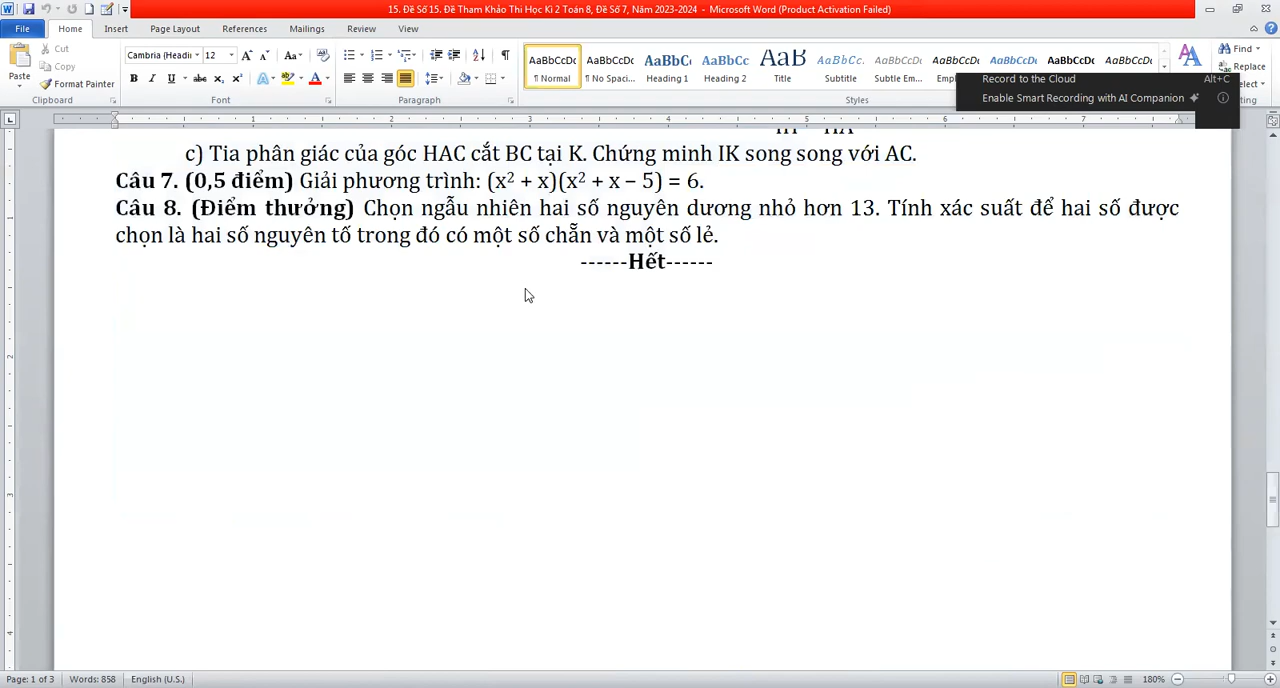 15. Đề Số 15. Đề Tham Khảo Thi Học Kì 2 Toán 8, Đề Số 7, Năm 2023-2024 - Microsoft Word (Product Activation Failed)
File Home Insert Page Layout References Mailings Review View
Paste Cut Copy Format Painter Clipboard
Cambria (Headi 12 Font
Paragraph
AaBbCcDc ¶ Normal
AaBbCcDc ¶ No Spaci...
AaBbCc Heading 1
AaBbCc Heading 2
AaB Title
AaBbCc. Subtitle
AaBbCcDc Subtle Em...
AaBbCcDc
AaBbCcDc
AaBbCcDc
AaBbCcDc
Styles
Find
Replace
Record to the Cloud Alt+C
Enable Smart Recording with AI Companion
c) Tia phân giác của góc HAC cắt BC tại K. Chứng minh IK song song với AC.
Câu 7. (0,5 điểm) Giải phương trình: (x² + x)(x² + x – 5) = 6.
Câu 8. (Điểm thưởng) Chọn ngẫu nhiên hai số nguyên dương nhỏ hơn 13. Tính xác suất để hai số được
chọn là hai số nguyên tố trong đó có một số chẵn và một số lẻ.
------Hết------
Page: 1 of 3 Words: 858 English (U.S.) 180%